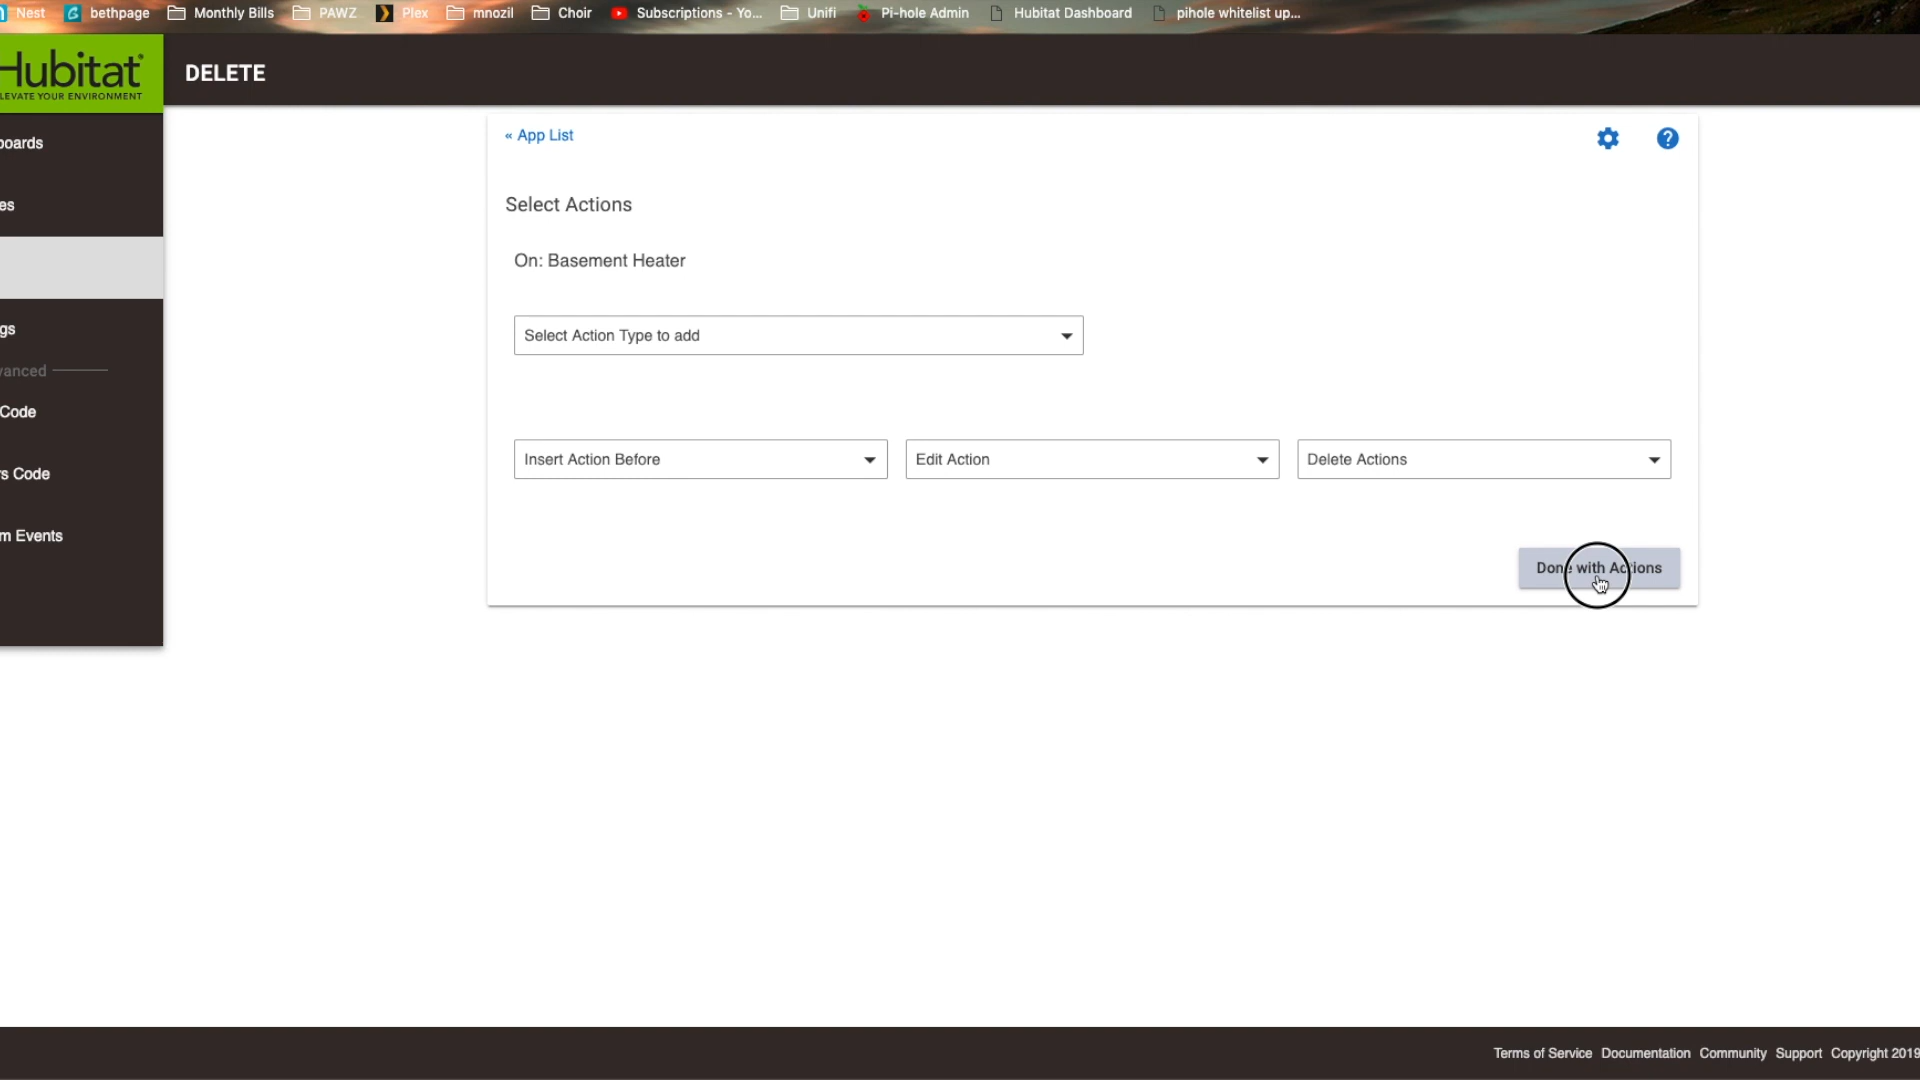 Nest bethpage Monthly Bills PAWZ Plex mnozil Choir Subscriptions - Yo... Unifi Pi-hole Admin Hubitat Dashboard pihole whitelist up...
Hubitat®
LEVATE YOUR ENVIRONMENT
DELETE
boards
« App List
es
Select Actions
On: Basement Heater
gs
Select Action Type to add
vanced
Code
Insert Action Before Edit Action Delete Actions
rs Code
m Events
Done with Actions
Terms of Service Documentation Community Support Copyright 2019